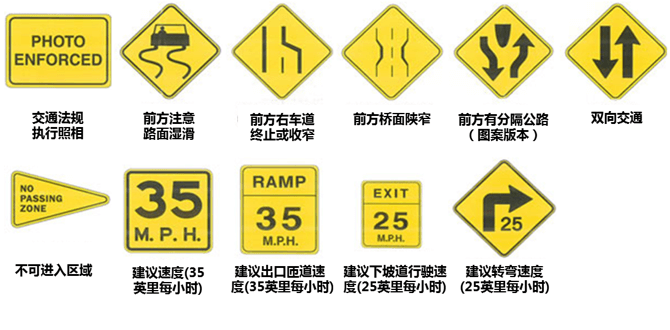 PHOTO
ENFORCED
交通法规
执行照相
前方注意
路面湿滑
前方右车道
终止或收窄
前方桥面陕窄
前方有分隔公路
（图案版本）
双向交通
NO
PASSING
ZONE
35
M. P. H.
RAMP
35
M.P.H.
EXIT
25
M.P.H.
25
不可进入区域
建议速度(35
英里每小时)
建议出口匝道速
度(35英里每小时)
建议下坡道行驶速
度(25英里每小时)
建议转弯速度
(25英里每小时)